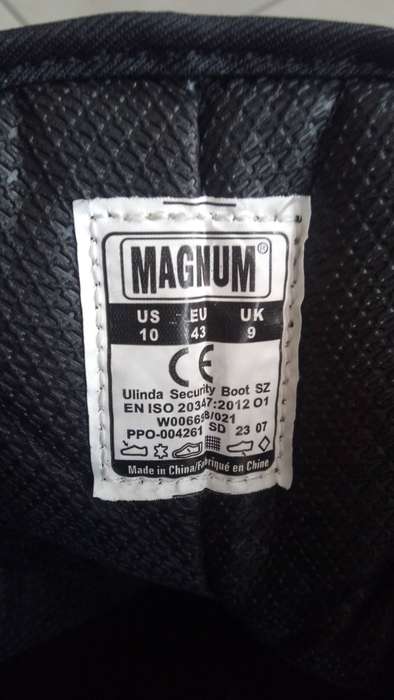 MAGNUM®
US EU UK
10 43 9
CE
Ulinda Security Boot SZ
EN ISO 20347:2012 O1
PPO-004261 SD 23 07
Made in China/Fabriqué en Chine